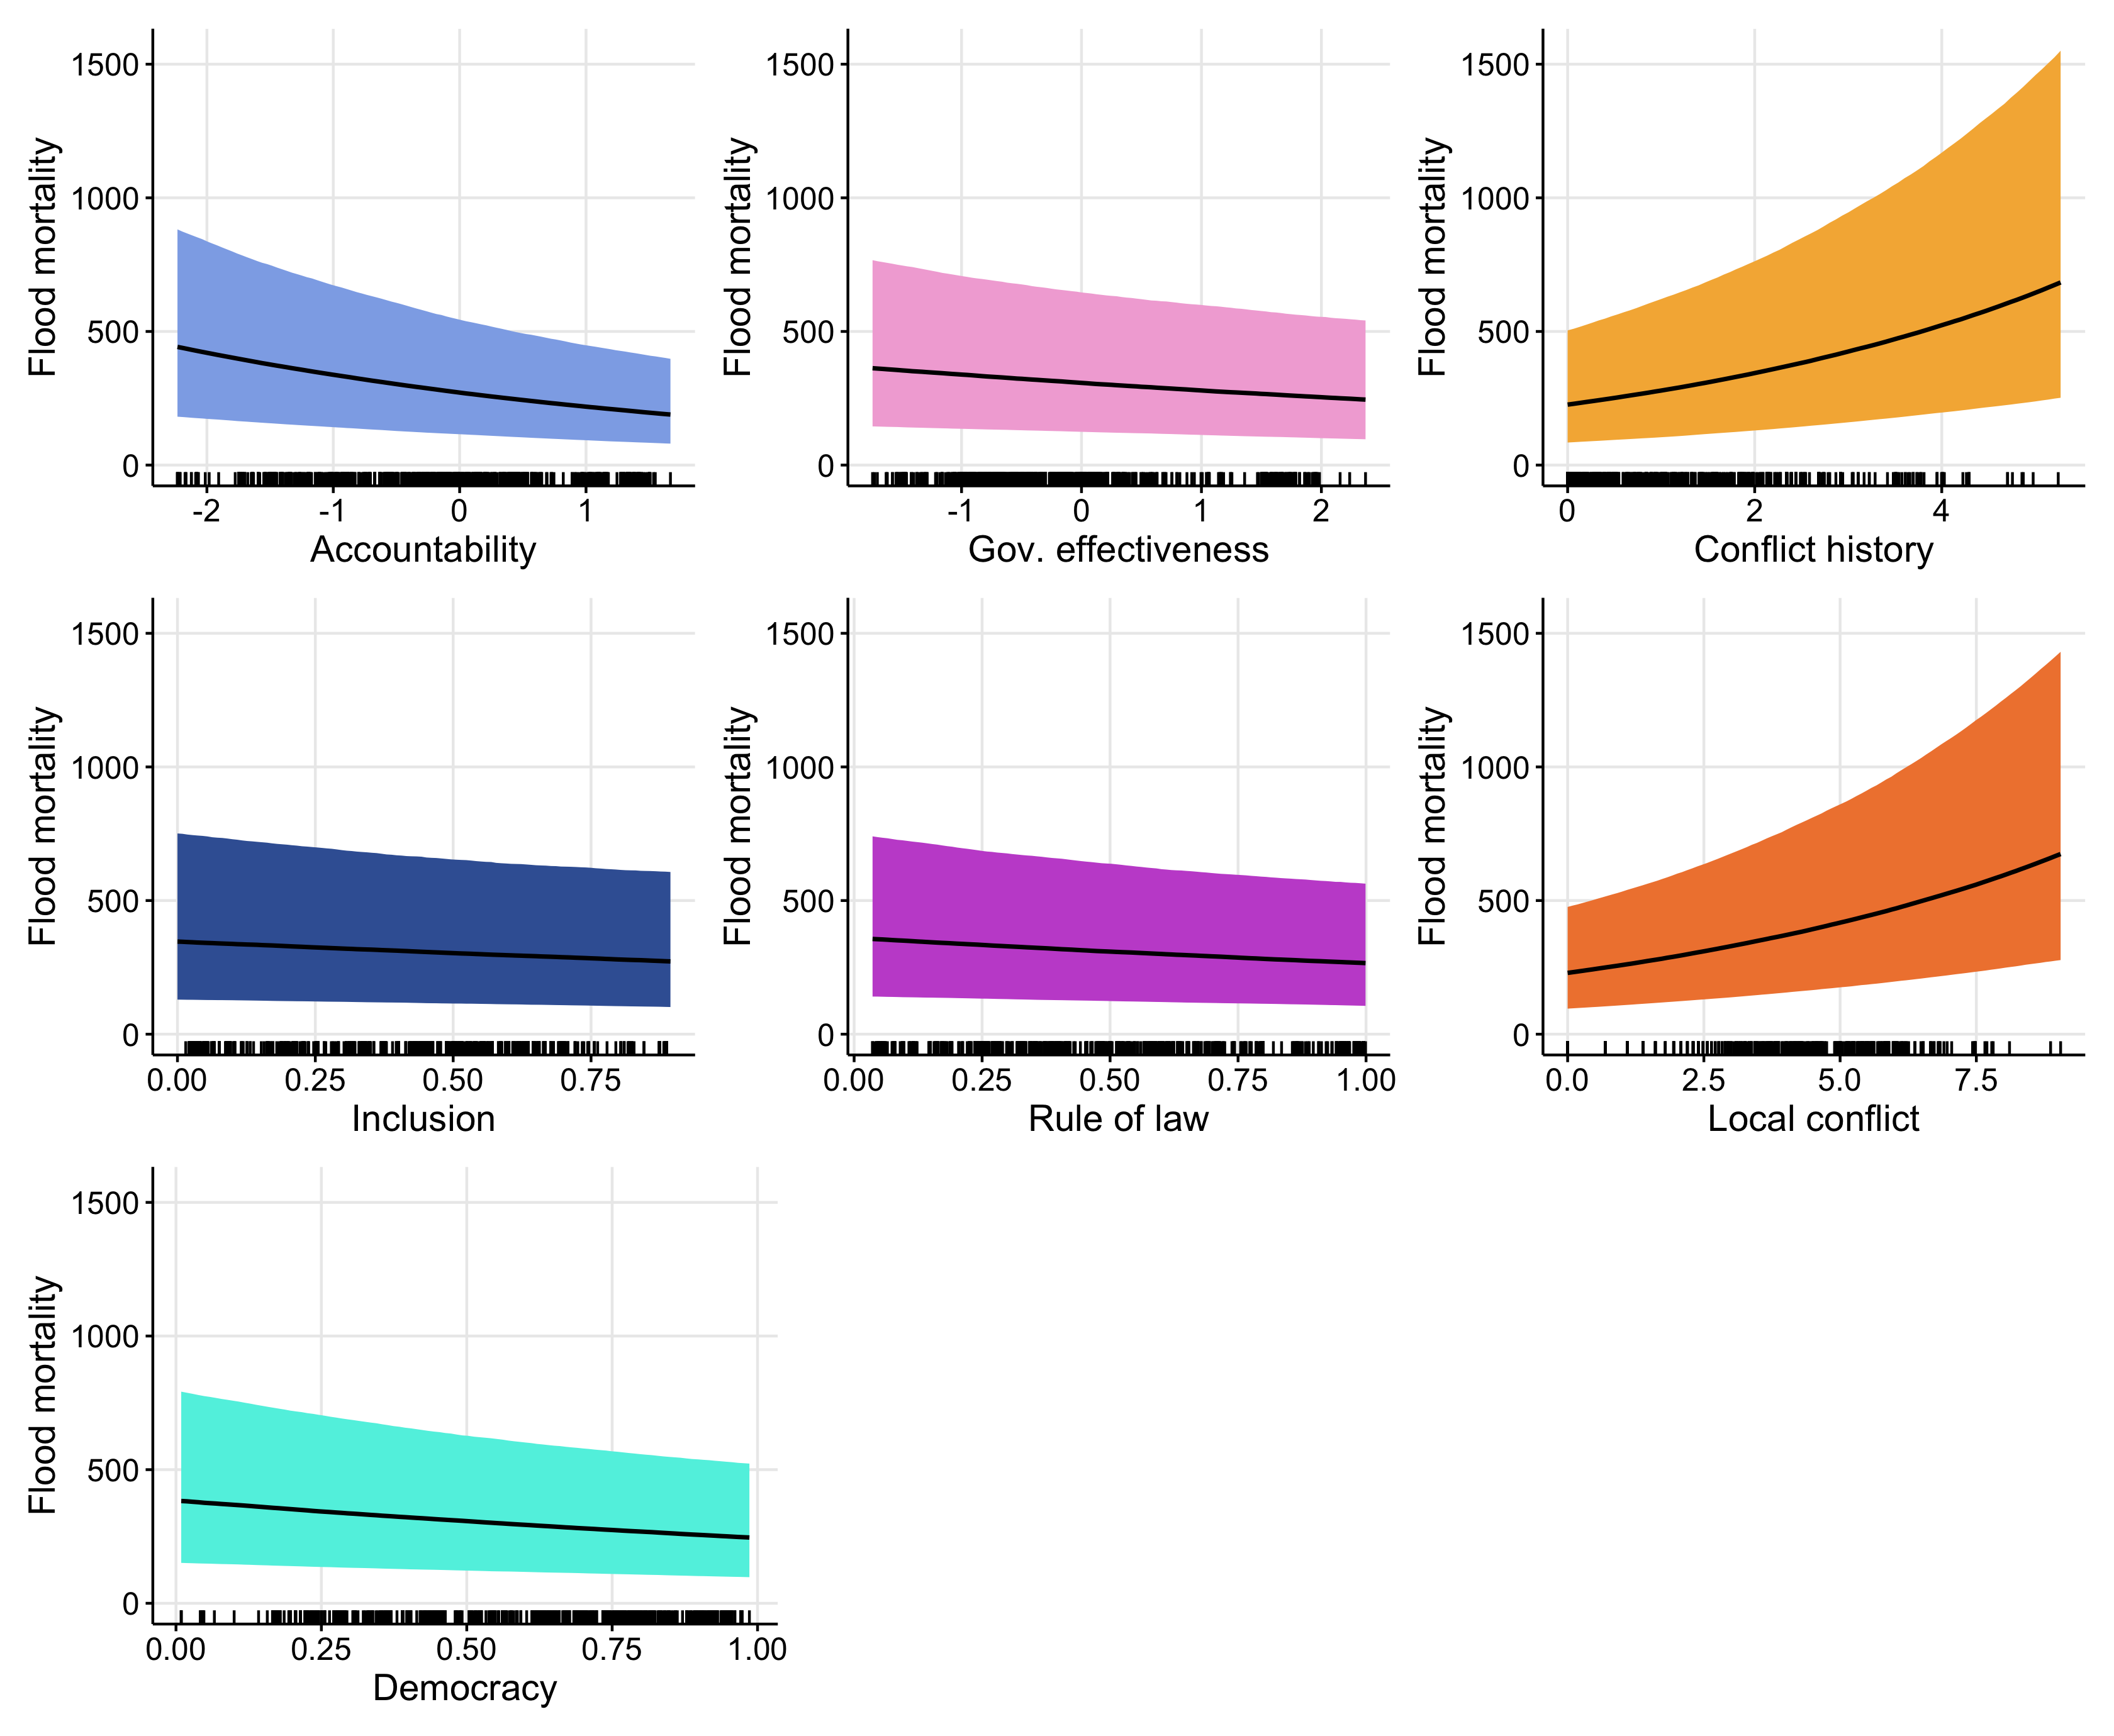 1500
1000
500
0
Flood mortality
-2 -1 0 1
Accountability
1500
1000
500
0
Flood mortality
-1 0 1 2
Gov. effectiveness
1500
1000
500
0
Flood mortality
0 2 4
Conflict history
1500
1000
500
0
Flood mortality
0.00 0.25 0.50 0.75
Inclusion
1500
1000
500
0
Flood mortality
0.00 0.25 0.50 0.75 1.00
Rule of law
1500
1000
500
0
Flood mortality
0.0 2.5 5.0 7.5
Local conflict
1500
1000
500
0
Flood mortality
0.00 0.25 0.50 0.75 1.00
Democracy